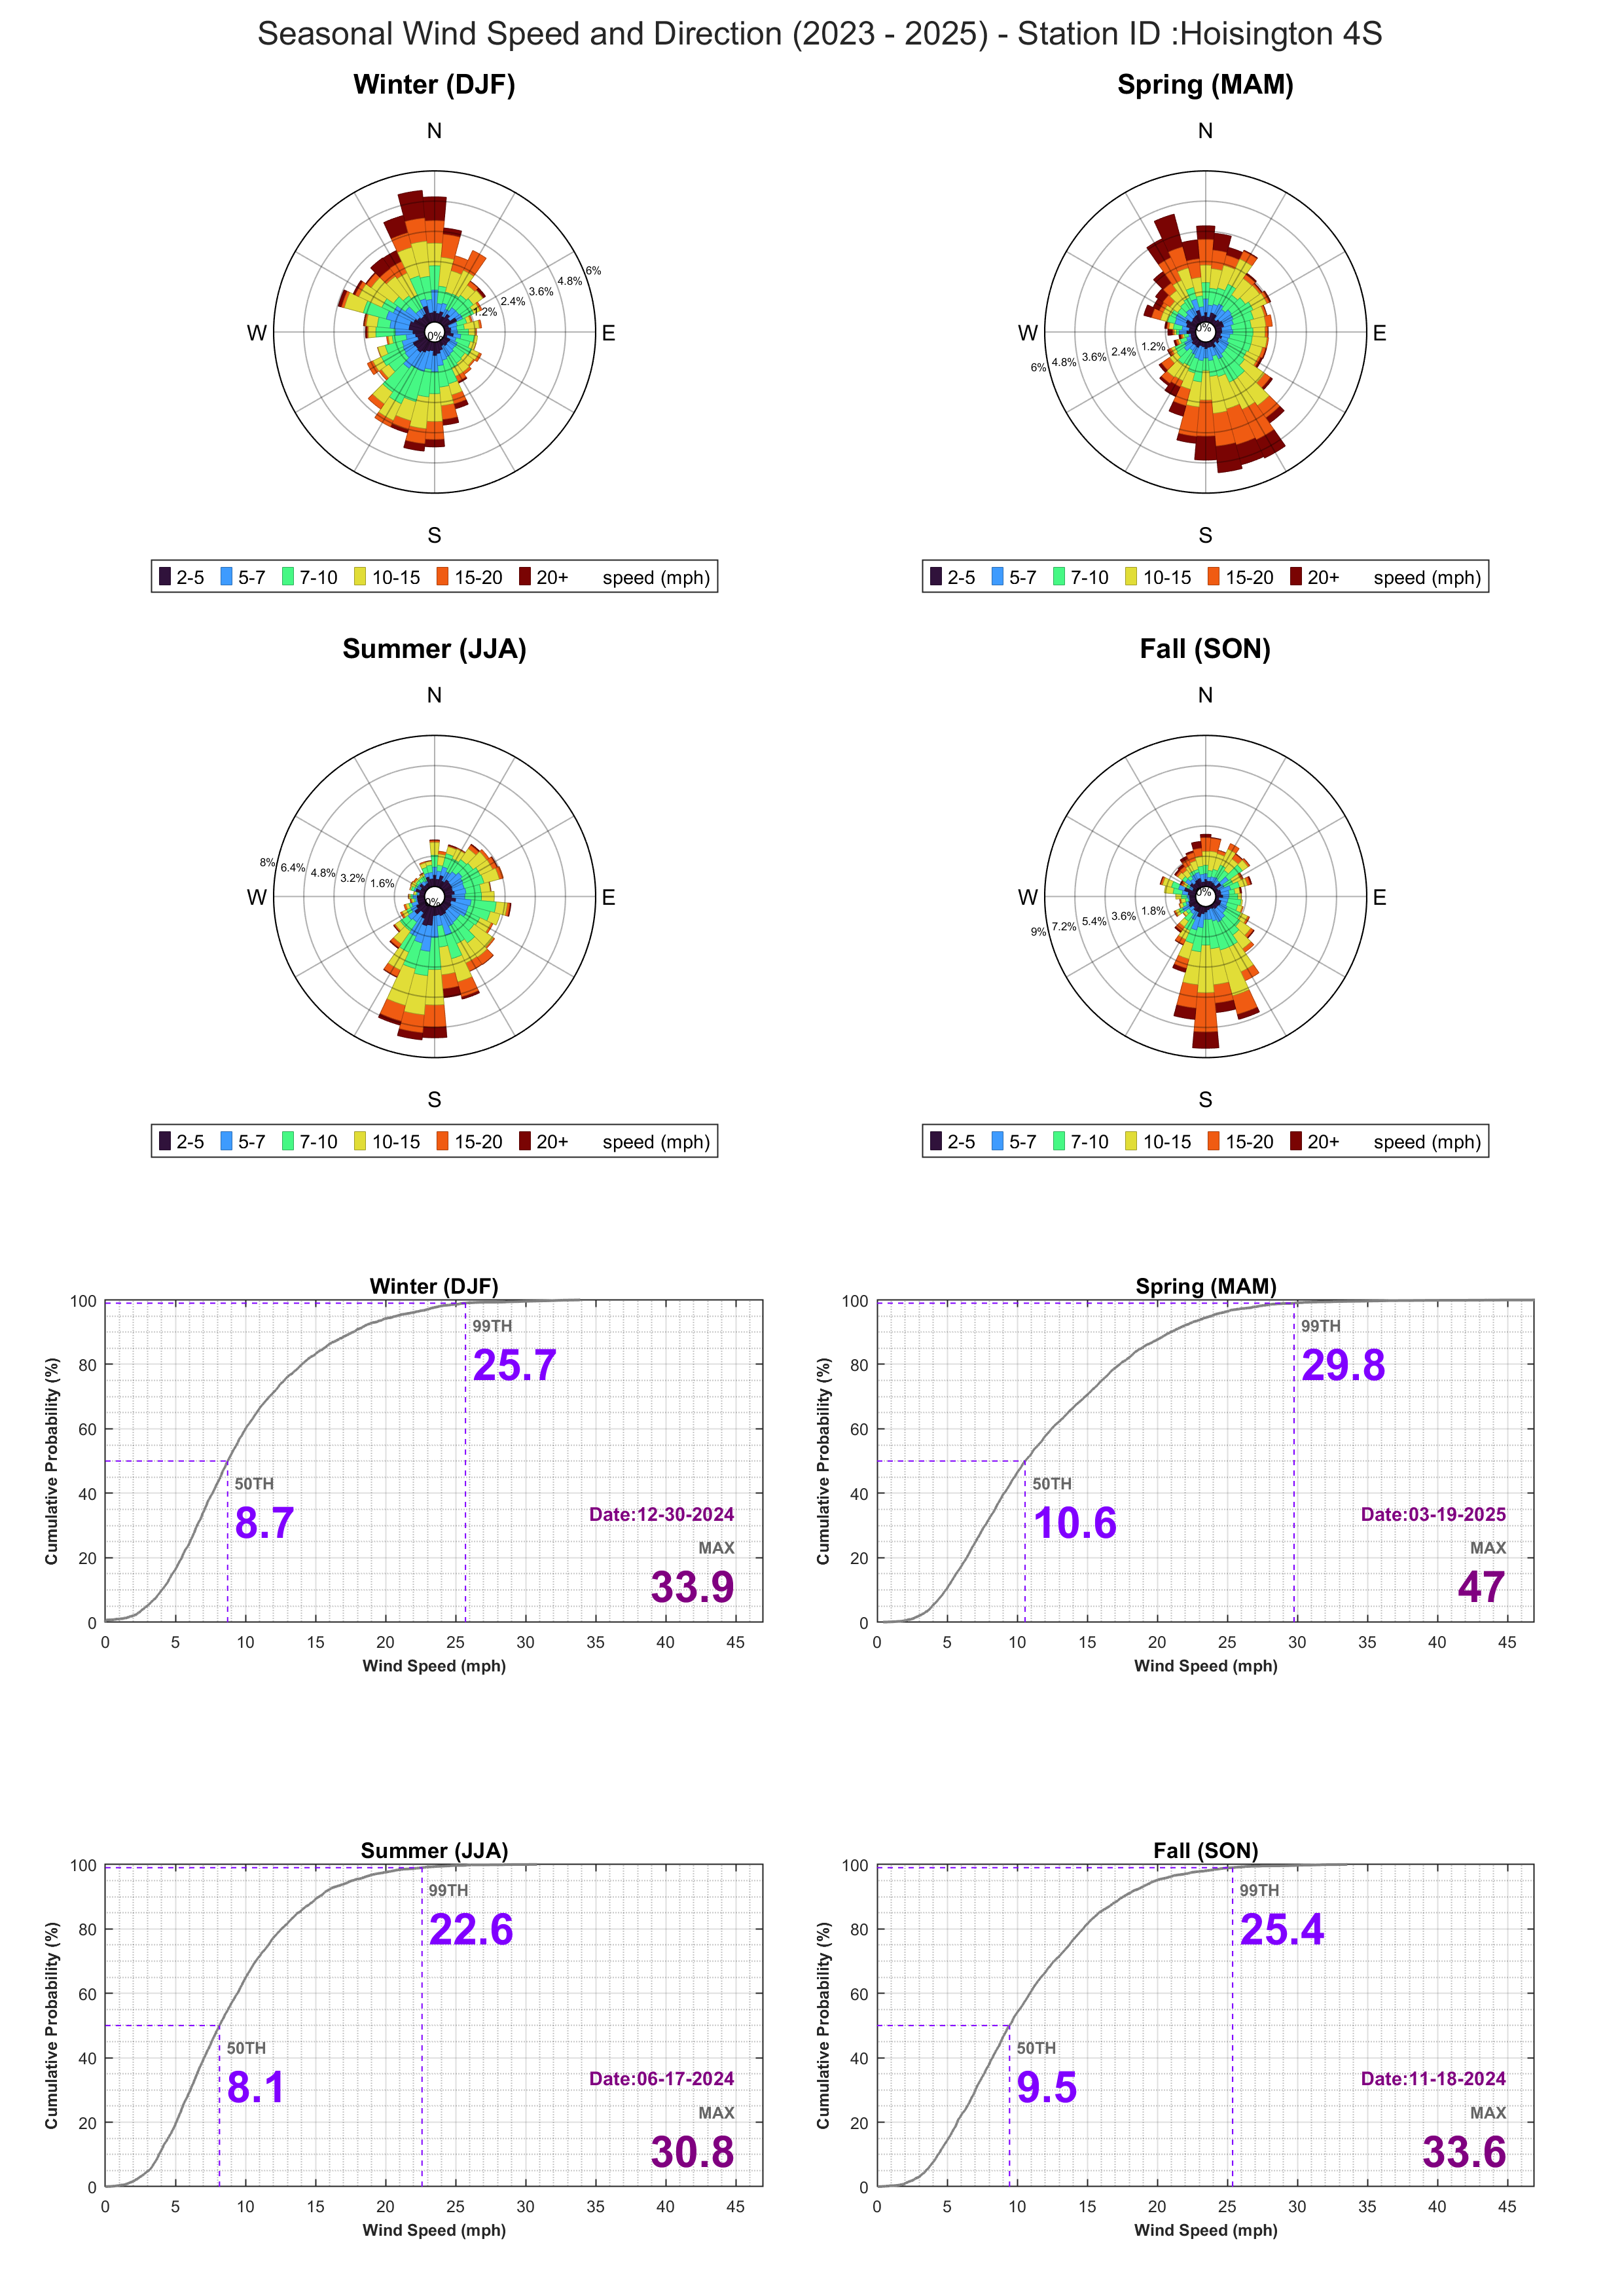 Seasonal Wind Speed and Direction (2023 - 2025) - Station ID :Hoisington 4S
Winter (DJF)
N
W
E
S
0%
1.2%
2.4%
3.6%
4.8%
6%
2-5 5-7 7-10 10-15 15-20 20+ speed (mph)
Spring (MAM)
N
W
E
S
0%
1.2%
2.4%
3.6%
4.8%
6%
2-5 5-7 7-10 10-15 15-20 20+ speed (mph)
Summer (JJA)
N
W
E
S
0%
1.6%
3.2%
4.8%
6.4%
8%
2-5 5-7 7-10 10-15 15-20 20+ speed (mph)
Fall (SON)
N
W
E
S
0%
1.8%
3.6%
5.4%
7.2%
9%
2-5 5-7 7-10 10-15 15-20 20+ speed (mph)
Winter (DJF)
Cumulative Probability (%)
100
80
60
40
20
0
99TH
25.7
50TH
8.7
Date:12-30-2024
MAX
33.9
0 5 10 15 20 25 30 35 40 45
Wind Speed (mph)
Spring (MAM)
Cumulative Probability (%)
100
80
60
40
20
0
99TH
29.8
50TH
10.6
Date:03-19-2025
MAX
47
0 5 10 15 20 25 30 35 40 45
Wind Speed (mph)
Summer (JJA)
Cumulative Probability (%)
100
80
60
40
20
0
99TH
22.6
50TH
8.1
Date:06-17-2024
MAX
30.8
0 5 10 15 20 25 30 35 40 45
Wind Speed (mph)
Fall (SON)
Cumulative Probability (%)
100
80
60
40
20
0
99TH
25.4
50TH
9.5
Date:11-18-2024
MAX
33.6
0 5 10 15 20 25 30 35 40 45
Wind Speed (mph)